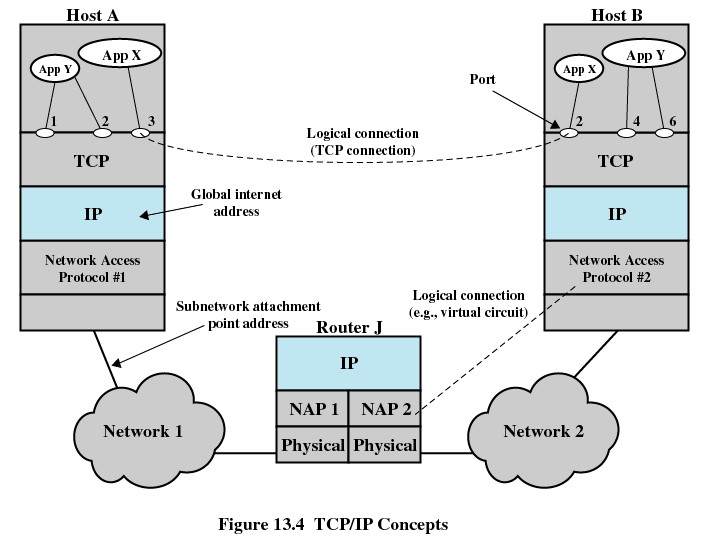 Host A
Host B
App X
App Y
App Y
App X
Port
1
2
3
2
4
6
Logical connection
(TCP connection)
TCP
TCP
Global internet
address
IP
IP
Network Access
Protocol #1
Network Access
Protocol #2
Logical connection
(e.g., virtual circuit)
Subnetwork attachment
point address
Router J
IP
NAP 1
NAP 2
Network 1
Physical
Physical
Network 2
Figure 13.4 TCP/IP Concepts